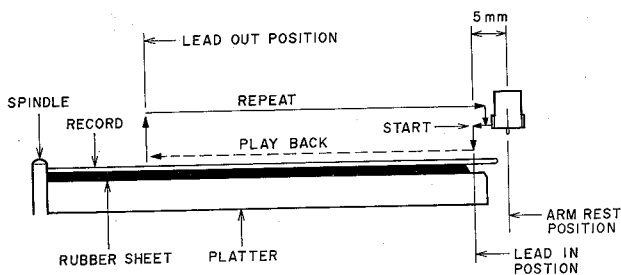 5 mm
LEAD OUT POSITION
SPINDLE
REPEAT
RECORD
START
PLAY BACK
ARM REST
POSITION
RUBBER SHEET
PLATTER
LEAD IN
POSTION